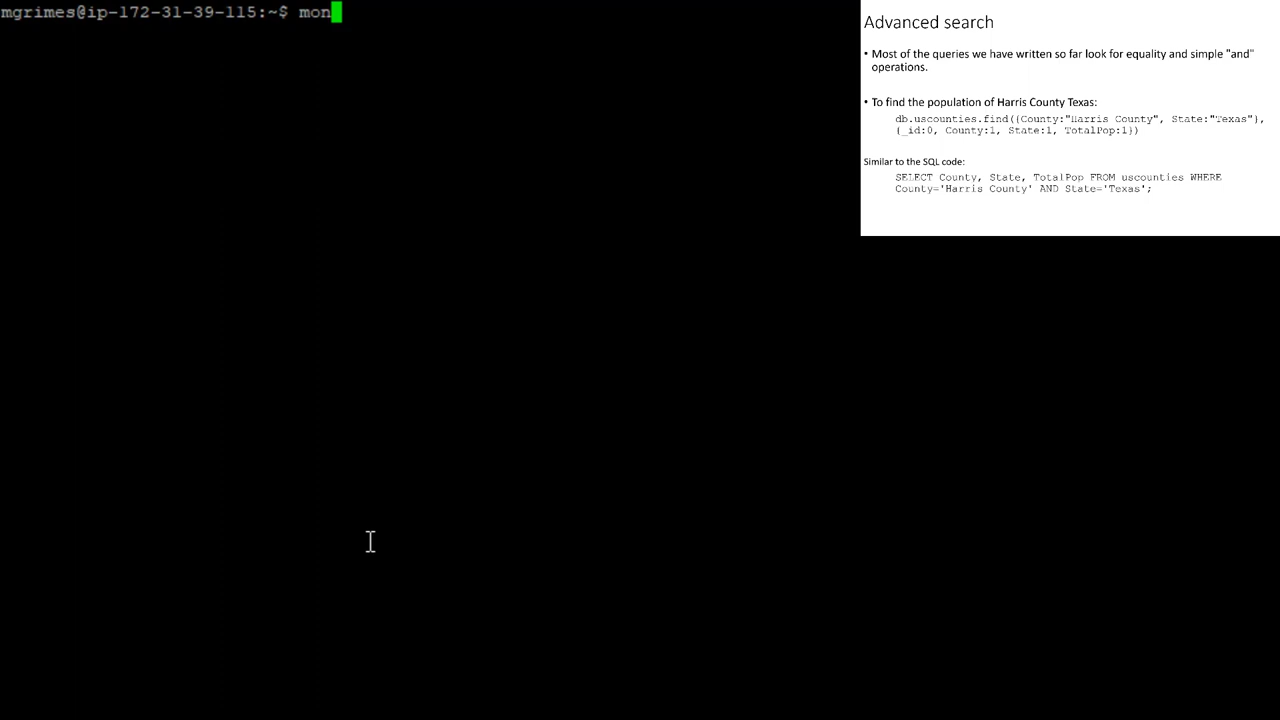 mgrimes@ip-172-31-39-115:~$ mon
Advanced search
• Most of the queries we have written so far look for equality and simple "and"
operations.
• To find the population of Harris County Texas:
db.uscounties.find({County:"Harris County", State:"Texas"},
{_id:0, County:1, State:1, TotalPop:1})
Similar to the SQL code:
SELECT County, State, TotalPop FROM uscounties WHERE
County='Harris County' AND State='Texas';